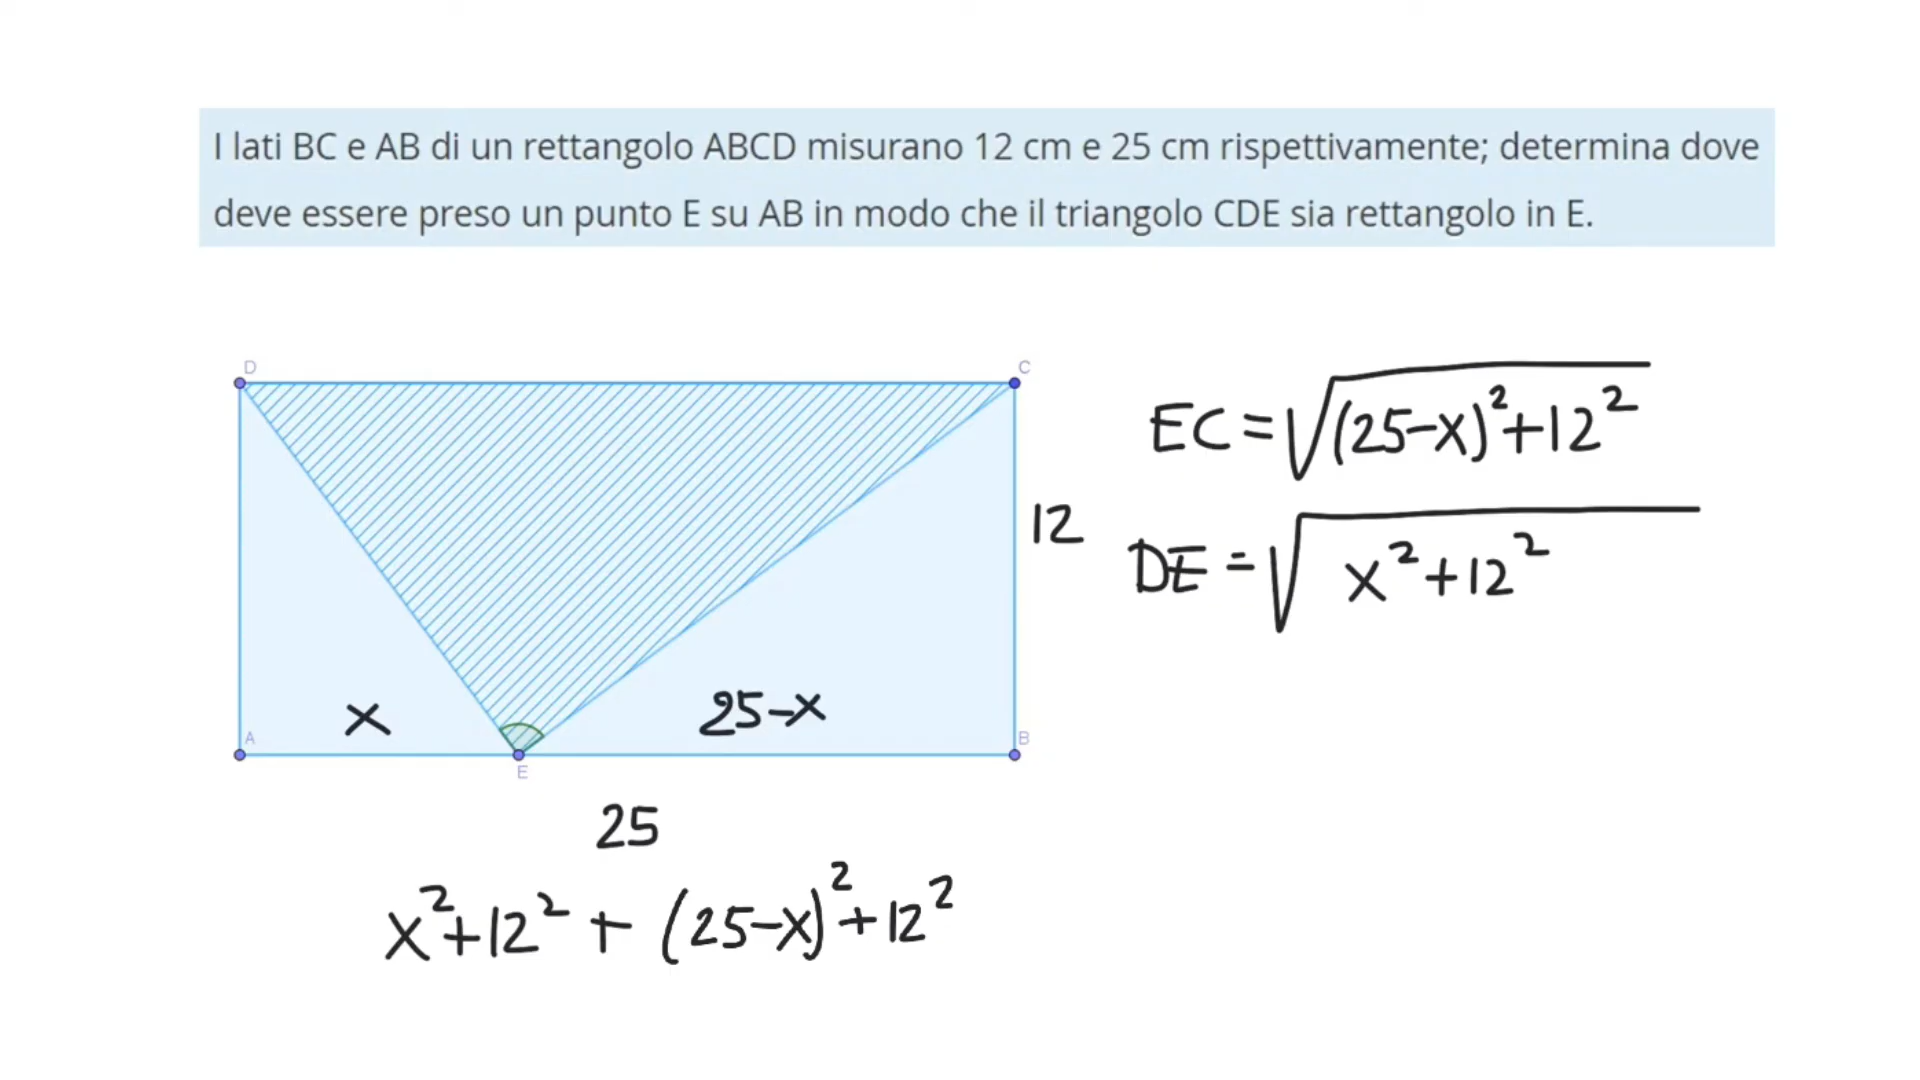 I lati BC e AB di un rettangolo ABCD misurano 12 cm e 25 cm rispettivamente; determina dove
deve essere preso un punto E su AB in modo che il triangolo CDE sia rettangolo in E.
D
C
EC=√(25-x)²+12²
12
DE=√x²+12²
x
25-x
A
B
E
25
x²+12²+(25-x)²+12²